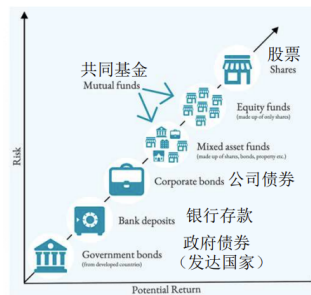 股票
Shares
共同基金
Mutual funds
Equity funds
(made up of only shares)
Mixed asset funds
(made up of shares, bonds, property etc.)
Corporate bonds 公司债券
Bank deposits 银行存款
Government bonds 政府债券
(from developed countries) （发达国家）
Risk
Potential Return